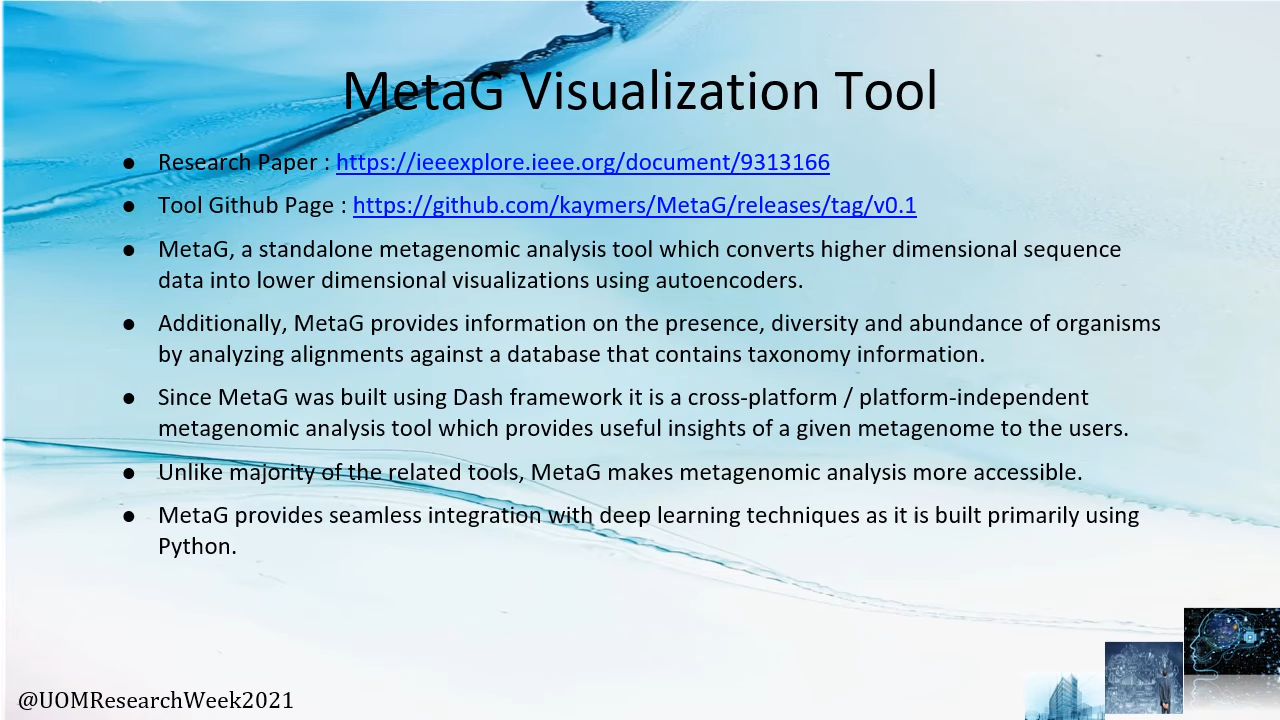 MetaG Visualization Tool
● Research Paper : https://ieeexplore.ieee.org/document/9313166
● Tool Github Page : https://github.com/kaymers/MetaG/releases/tag/v0.1
● MetaG, a standalone metagenomic analysis tool which converts higher dimensional sequence
data into lower dimensional visualizations using autoencoders.
● Additionally, MetaG provides information on the presence, diversity and abundance of organisms
by analyzing alignments against a database that contains taxonomy information.
● Since MetaG was built using Dash framework it is a cross-platform / platform-independent
metagenomic analysis tool which provides useful insights of a given metagenome to the users.
● Unlike majority of the related tools, MetaG makes metagenomic analysis more accessible.
● MetaG provides seamless integration with deep learning techniques as it is built primarily using
Python.
@UOMResearchWeek2021